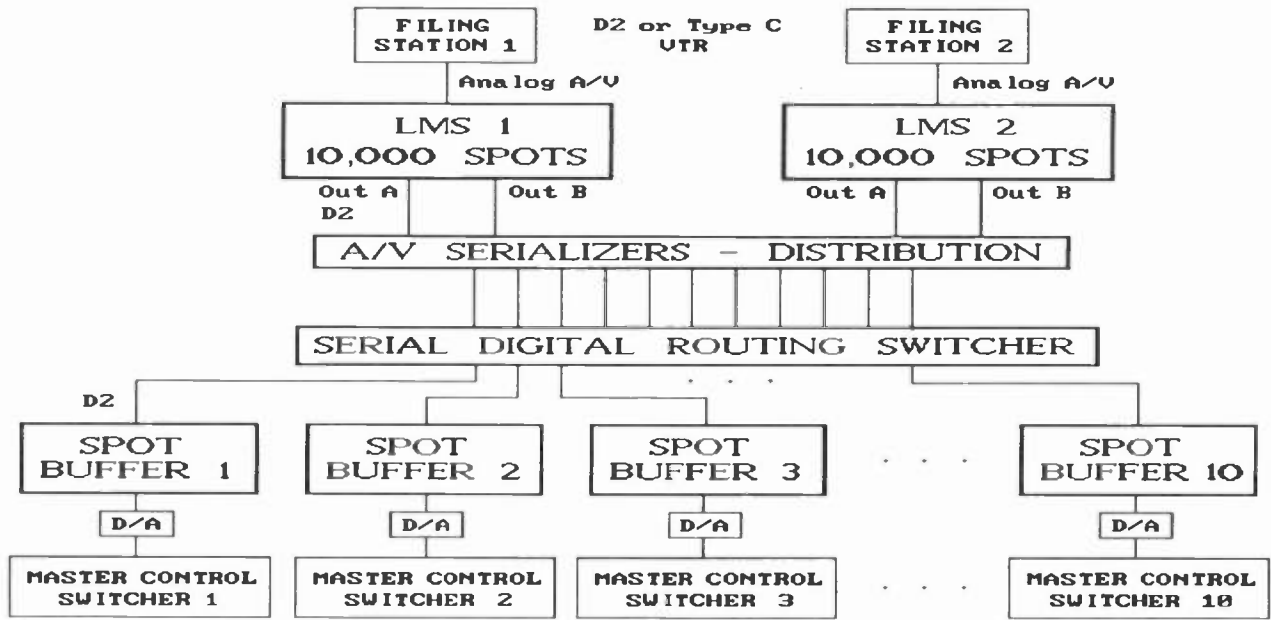 FILING
STATION 1
D2 or Type C
VTR
FILING
STATION 2
Analog A/V
Analog A/V
LMS 1
10,000 SPOTS
LMS 2
10,000 SPOTS
Out A
Out B
Out A
Out B
D2
A/V SERIALIZERS - DISTRIBUTION
SERIAL DIGITAL ROUTING SWITCHER
. . .
D2
SPOT
BUFFER 1
SPOT
BUFFER 2
SPOT
BUFFER 3
. . .
SPOT
BUFFER 10
D/A
D/A
D/A
D/A
MASTER CONTROL
SWITCHER 1
MASTER CONTROL
SWITCHER 2
MASTER CONTROL
SWITCHER 3
. . .
MASTER CONTROL
SWITCHER 10